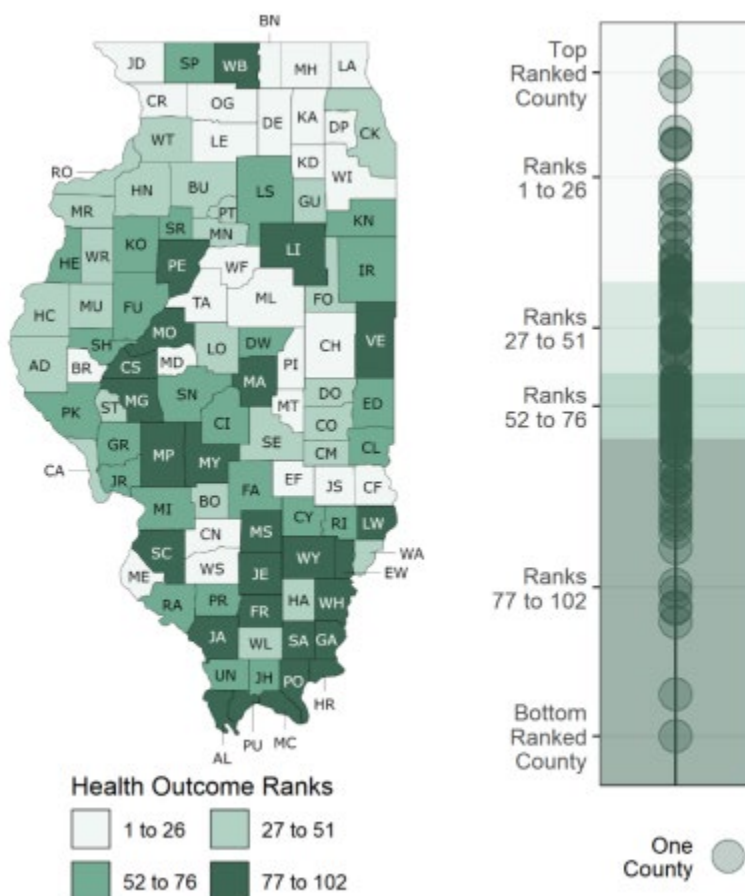 BN
JD
SP
WB
MH
LA
CR
OG
DE
KA
DP
CK
WT
LE
KD
WI
RO
HN
BU
LS
GU
PT
MR
SR
MN
KN
HE
WR
KO
PE
LI
IR
WF
HC
MU
FU
TA
ML
FO
MO
CH
VE
SH
LO
DW
AD
BR
CS
MD
PI
MA
DO
PK
ST
MG
SN
MT
ED
CI
CO
GR
MP
SE
CM
CL
CA
JR
MY
EF
JS
CF
MI
BO
FA
CY
RI
LW
CN
MS
SC
WY
WA
ME
WS
JE
EW
RA
PR
FR
HA
WH
JA
WL
SA
GA
UN
JH
PO
HR
AL
PU
MC
Health Outcome Ranks
1 to 26
27 to 51
52 to 76
77 to 102
Top
Ranked
County
Ranks
1 to 26
Ranks
27 to 51
Ranks
52 to 76
Ranks
77 to 102
Bottom
Ranked
County
One
County